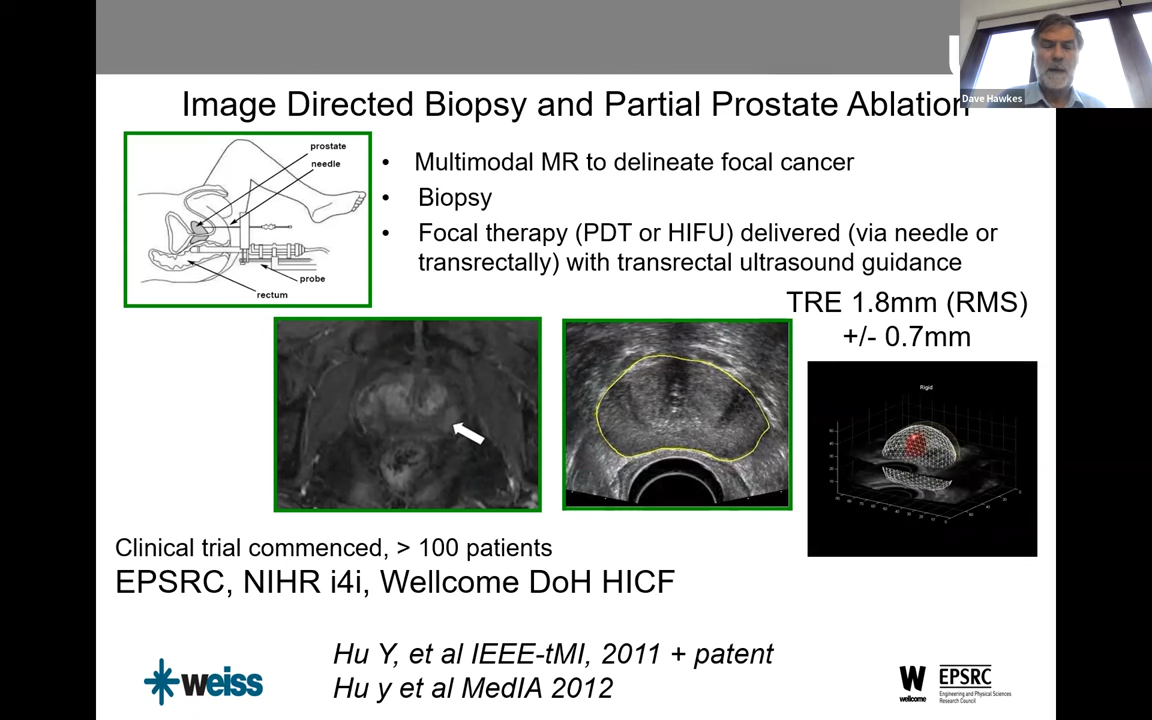 Dave Hawkes
Image Directed Biopsy and Partial Prostate Ablation
prostate
needle
probe
rectum
• Multimodal MR to delineate focal cancer
• Biopsy
• Focal therapy (PDT or HIFU) delivered (via needle or
transrectally) with transrectal ultrasound guidance
TRE 1.8mm (RMS)
+/- 0.7mm
Rigid
Clinical trial commenced, > 100 patients
EPSRC, NIHR i4i, Wellcome DoH HICF
Hu Y, et al IEEE-tMI, 2011 + patent
Hu y et al MedIA 2012
weiss
W
wellcome
EPSRC
Engineering and Physical Sciences
Research Council